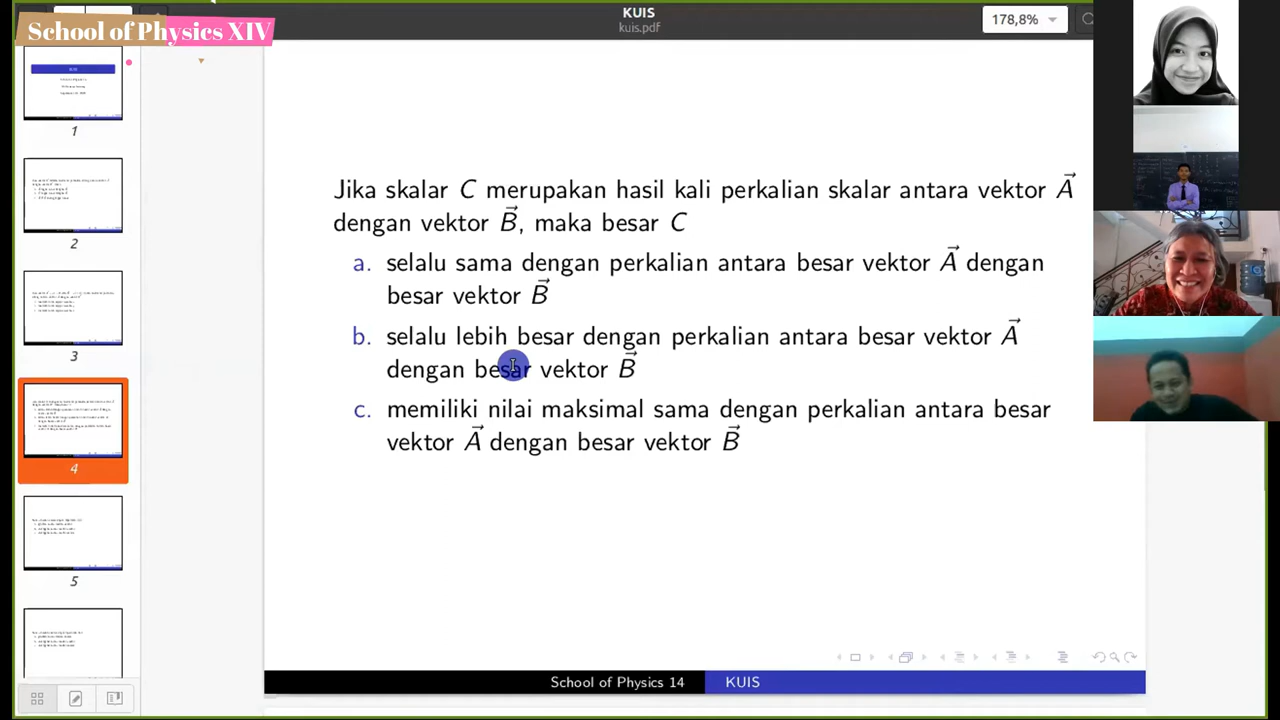 School of Physics XIV
KUIS
kuis.pdf
178,8%
1
2
3
4
5
Jika skalar C merupakan hasil kali perkalian skalar antara vektor A⃗
dengan vektor B⃗, maka besar C
a. selalu sama dengan perkalian antara besar vektor A⃗ dengan
besar vektor B⃗
b. selalu lebih besar dengan perkalian antara besar vektor A⃗
dengan besar vektor B⃗
c. memiliki nilai maksimal sama dengan perkalian antara besar
vektor A⃗ dengan besar vektor B⃗
School of Physics 14
KUIS